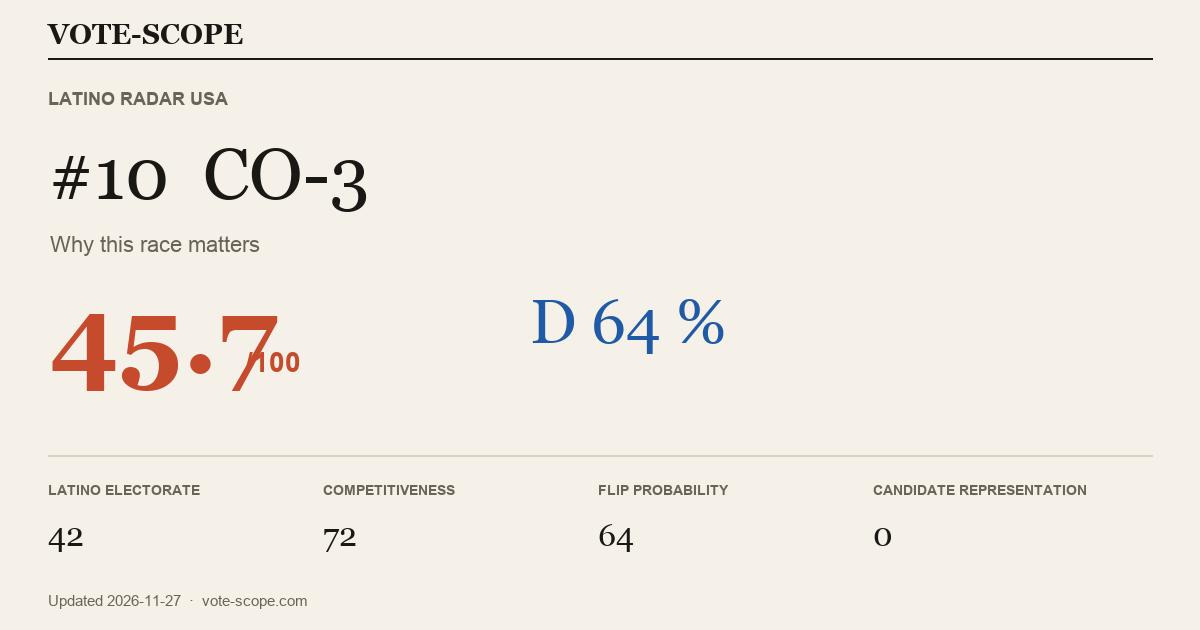 VOTE-SCOPE
LATINO RADAR USA
#10 CO-3
Why this race matters
45.7/100
D 64 %
LATINO ELECTORATE
COMPETITIVENESS
FLIP PROBABILITY
CANDIDATE REPRESENTATION
42
72
64
0
Updated 2026-11-27 · vote-scope.com